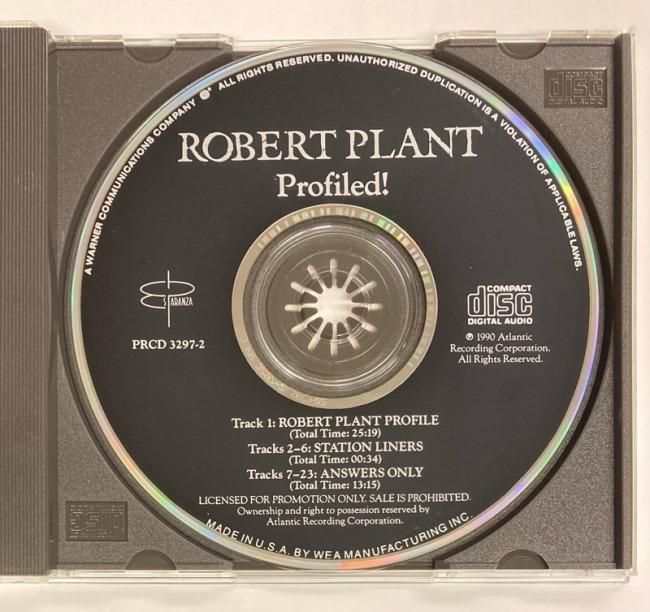 A WARNER COMMUNICATIONS COMPANY ALL RIGHTS RESERVED. UNAUTHORIZED DUPLICATION IS A VIOLATION OF APPLICABLE LAWS.
COMPACT
disc
DIGITAL AUDIO
ROBERT PLANT
Profiled!
ES PARANZA
PRCD 3297-2
COMPACT
disc
DIGITAL AUDIO
℗ 1990 Atlantic
Recording Corporation.
All Rights Reserved.
Track 1: ROBERT PLANT PROFILE
(Total Time: 25:19)
Tracks 2–6: STATION LINERS
(Total Time: 00:34)
Tracks 7–23: ANSWERS ONLY
(Total Time: 13:15)
LICENSED FOR PROMOTION ONLY. SALE IS PROHIBITED.
Ownership and right to possession reserved by
Atlantic Recording Corporation.
MADE IN U.S.A. BY WEA MANUFACTURING INC.
disc